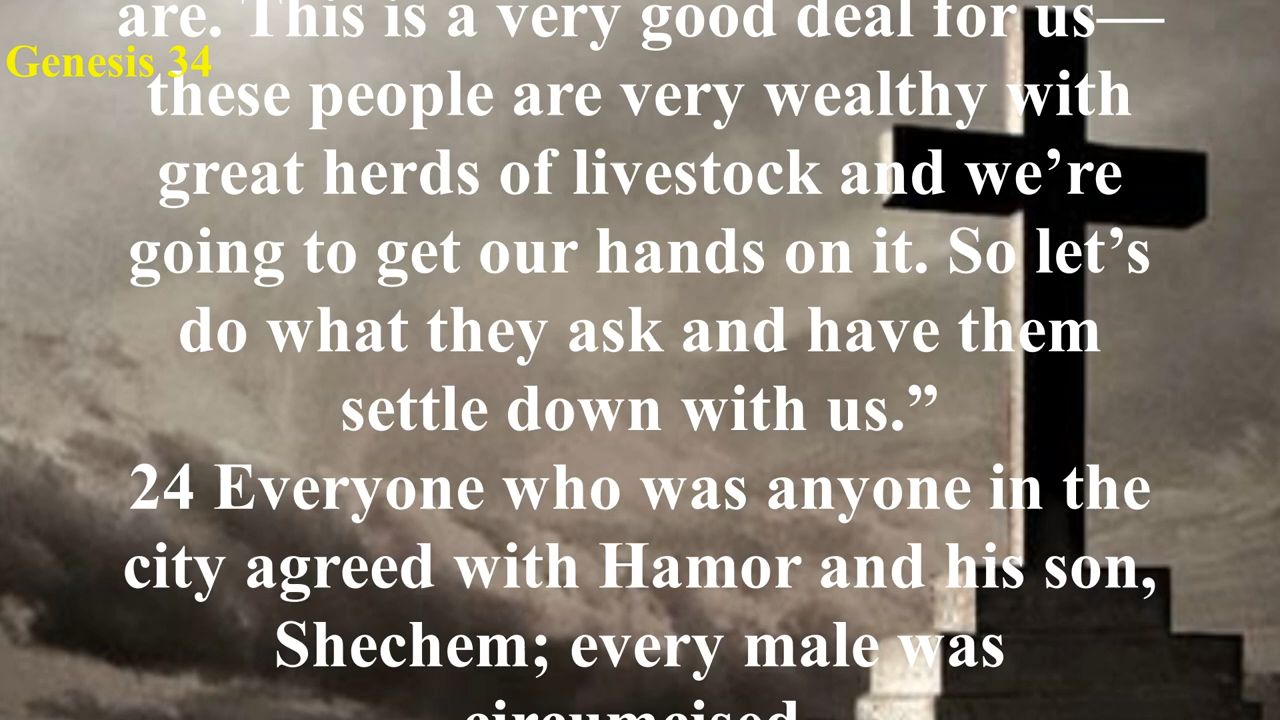 are. This is a very good deal for us—
Genesis 34
these people are very wealthy with
great herds of livestock and we’re
going to get our hands on it. So let’s
do what they ask and have them
settle down with us.”
24 Everyone who was anyone in the
city agreed with Hamor and his son,
Shechem; every male was
circumcised.